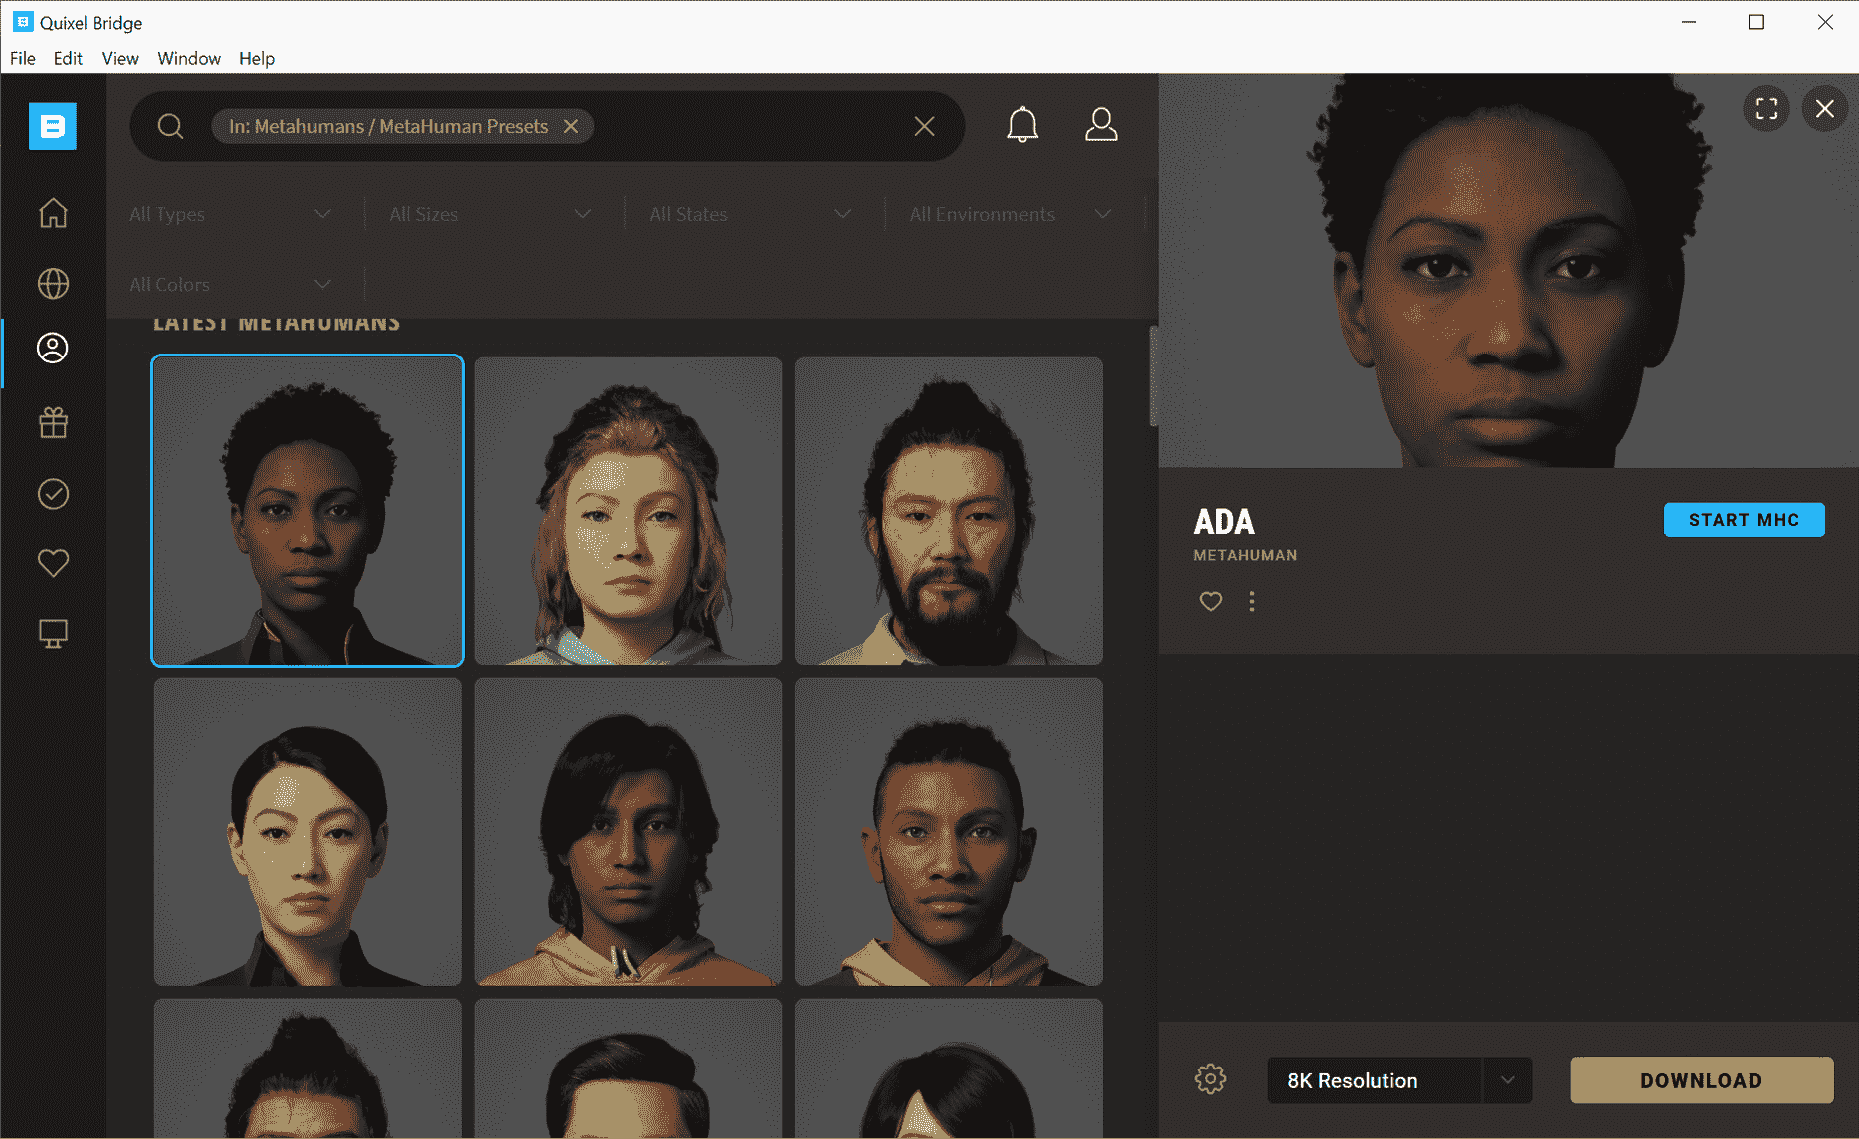 Quixel Bridge
File Edit View Window Help
In: Metahumans / MetaHuman Presets
All Types
All Sizes
All States
All Environments
All Colors
LATEST METAHUMANS
ADA
METAHUMAN
START MHC
8K Resolution
DOWNLOAD